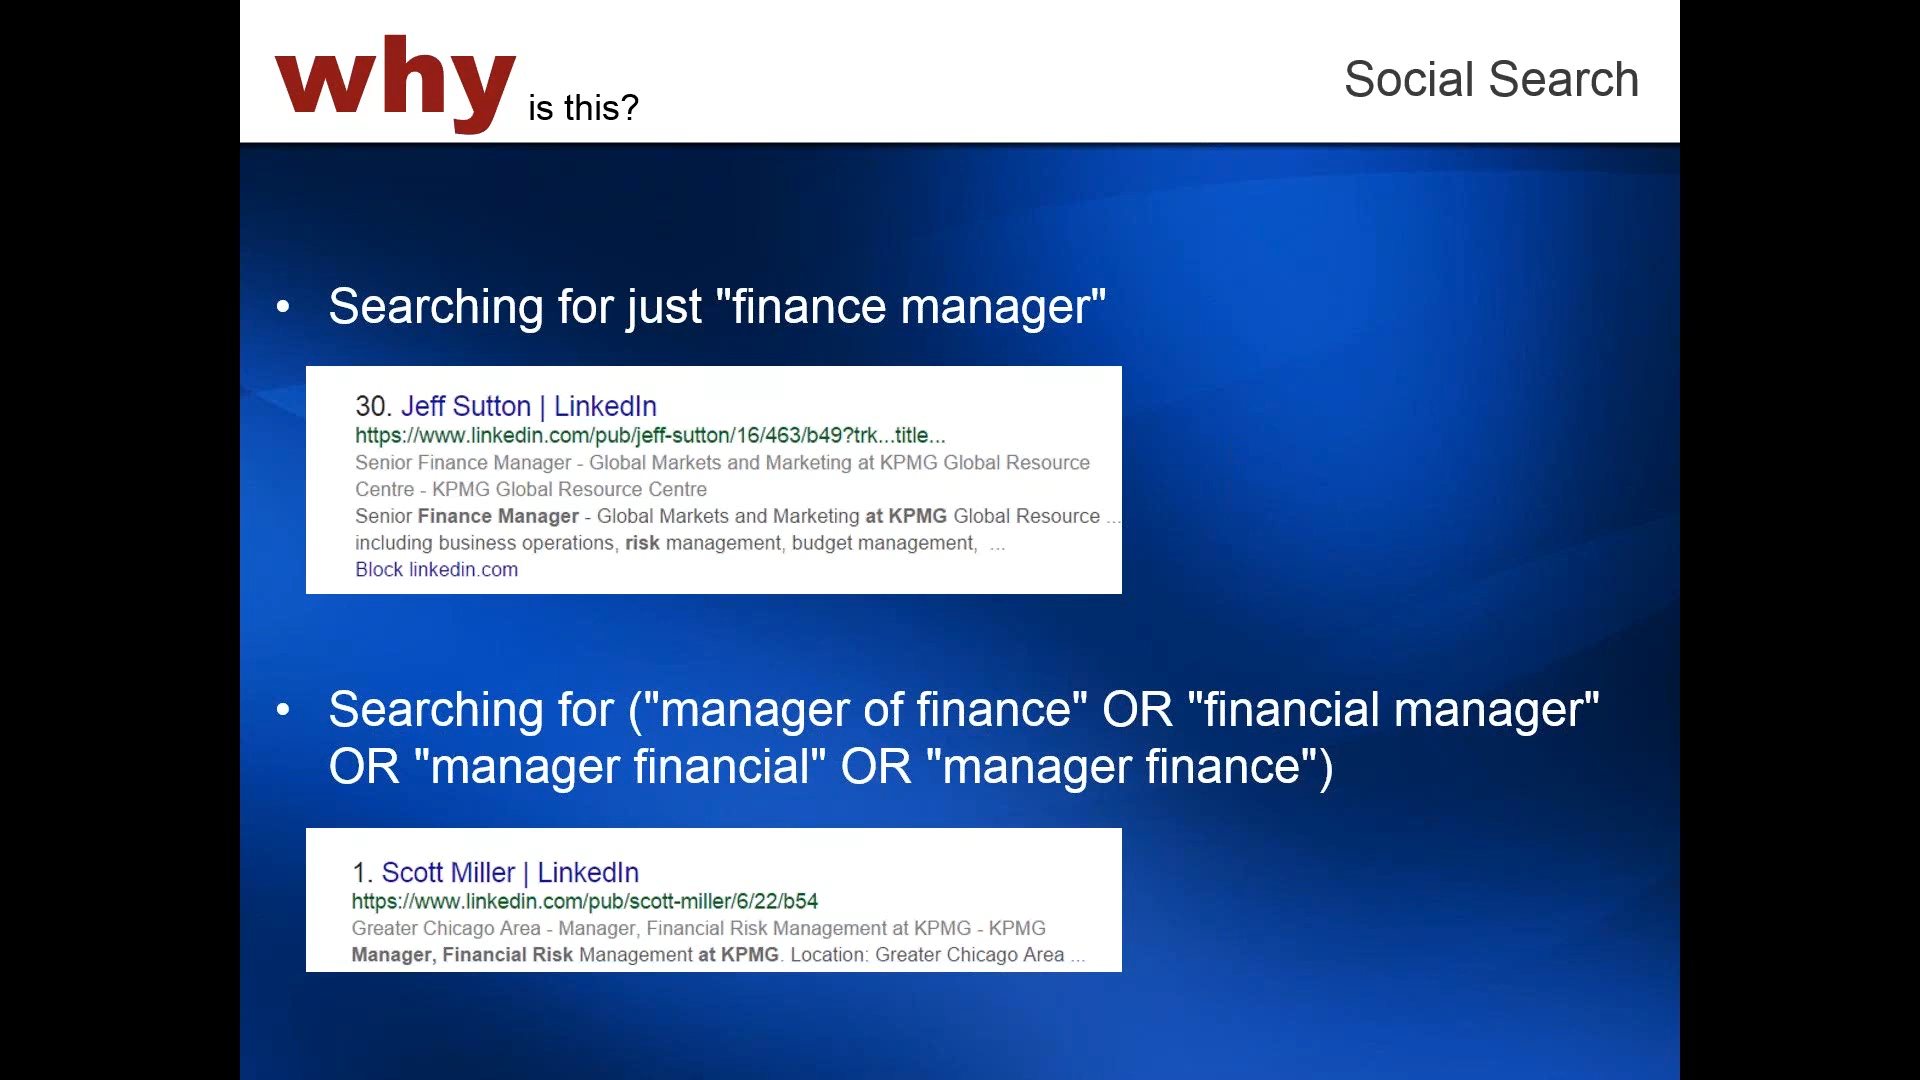 why is this?
Social Search
• Searching for just "finance manager"
30. Jeff Sutton | LinkedIn
https://www.linkedin.com/pub/jeff-sutton/16/463/b49?trk...title...
Senior Finance Manager - Global Markets and Marketing at KPMG Global Resource
Centre - KPMG Global Resource Centre
Senior Finance Manager - Global Markets and Marketing at KPMG Global Resource ...
including business operations, risk management, budget management,  ...
Block linkedin.com
• Searching for ("manager of finance" OR "financial manager"
OR "manager financial" OR "manager finance")
1. Scott Miller | LinkedIn
https://www.linkedin.com/pub/scott-miller/6/22/b54
Greater Chicago Area - Manager, Financial Risk Management at KPMG - KPMG
Manager, Financial Risk Management at KPMG. Location: Greater Chicago Area ...